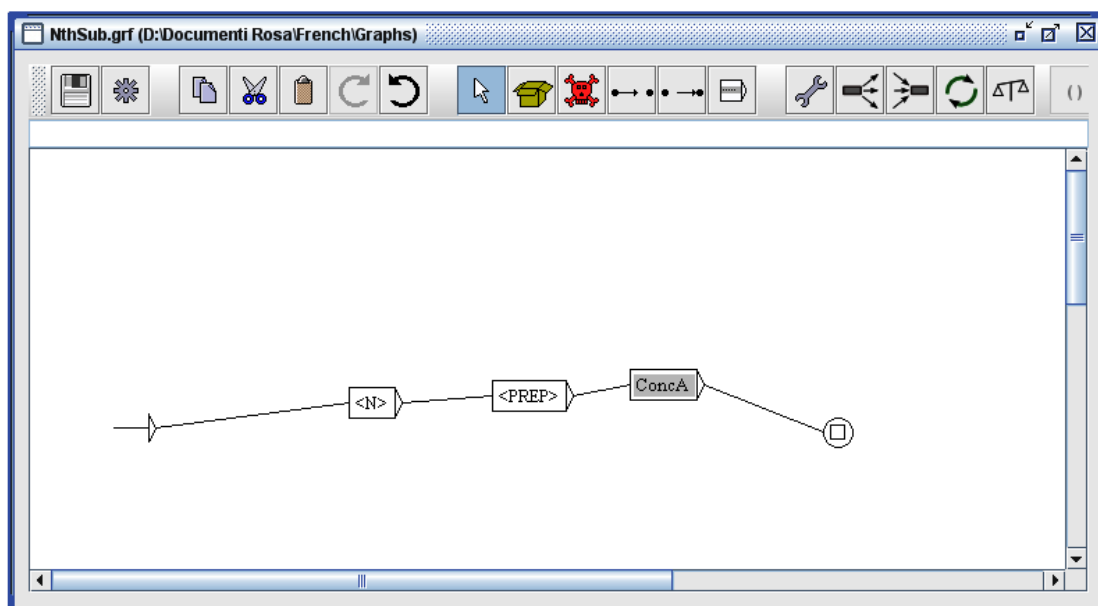 NthSub.grf (D:\Documenti Rosa\French\Graphs)
()
<N> <PREP> ConcA